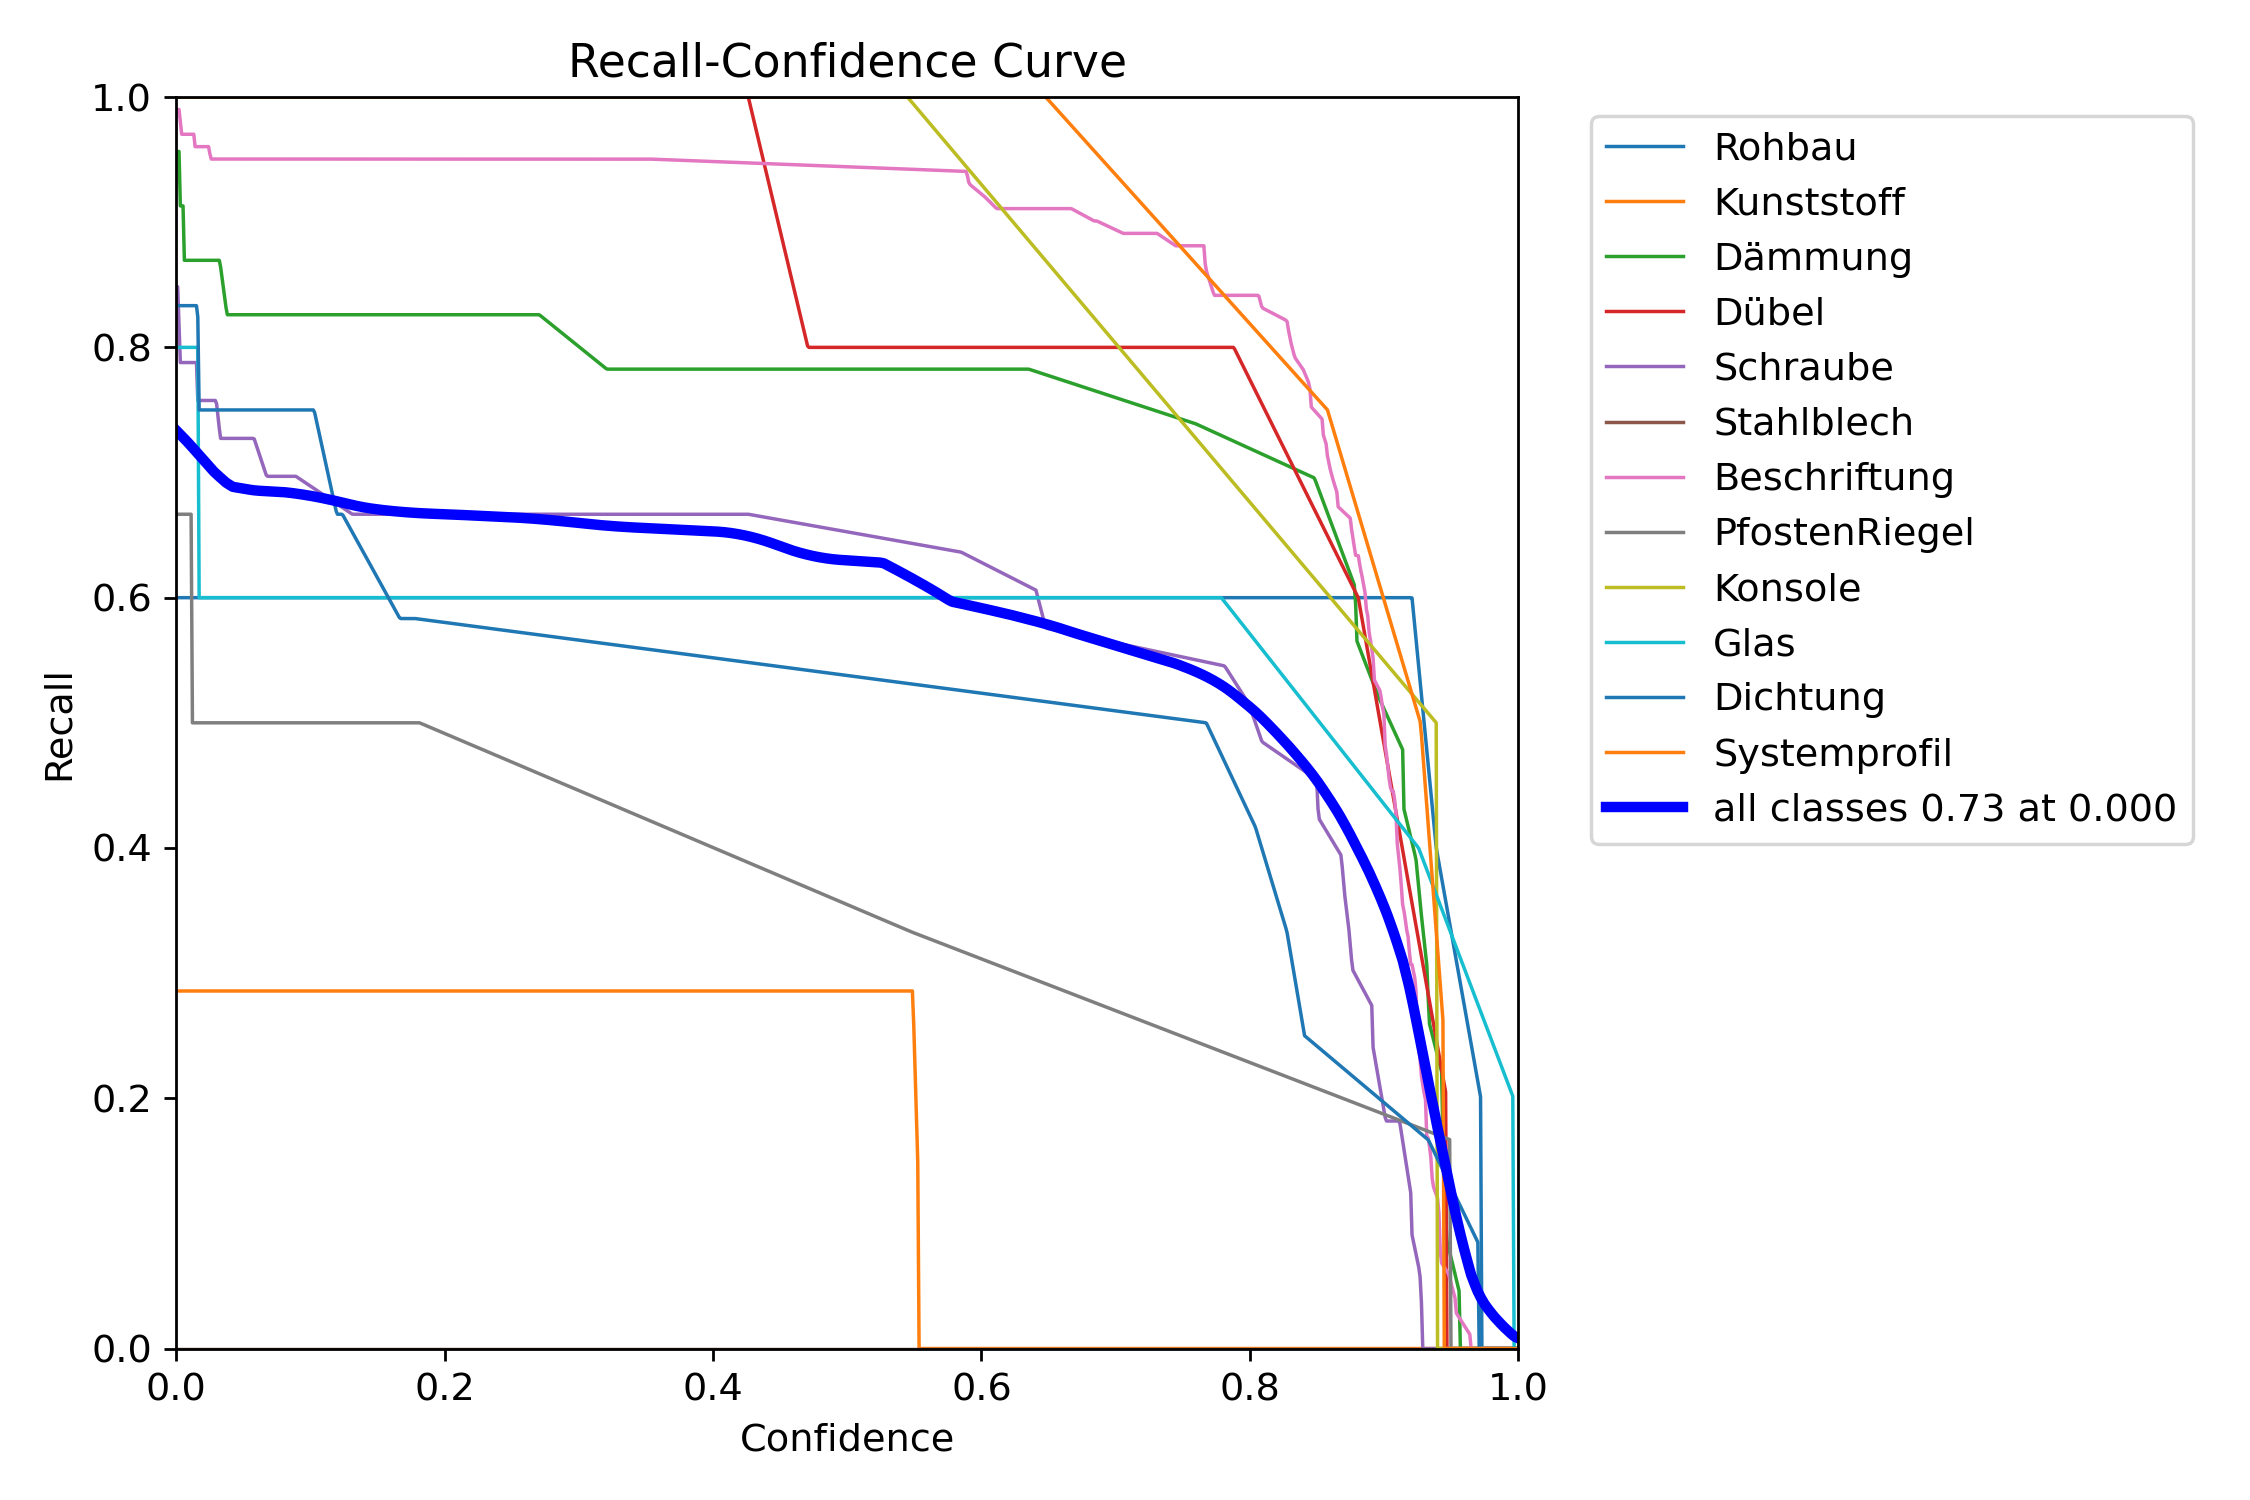 Recall-Confidence Curve
1.0
0.8
0.6
0.4
0.2
0.0
Recall
0.0 0.2 0.4 0.6 0.8 1.0
Confidence
Rohbau
Kunststoff
Dämmung
Dübel
Schraube
Stahlblech
Beschriftung
PfostenRiegel
Konsole
Glas
Dichtung
Systemprofil
all classes 0.73 at 0.000